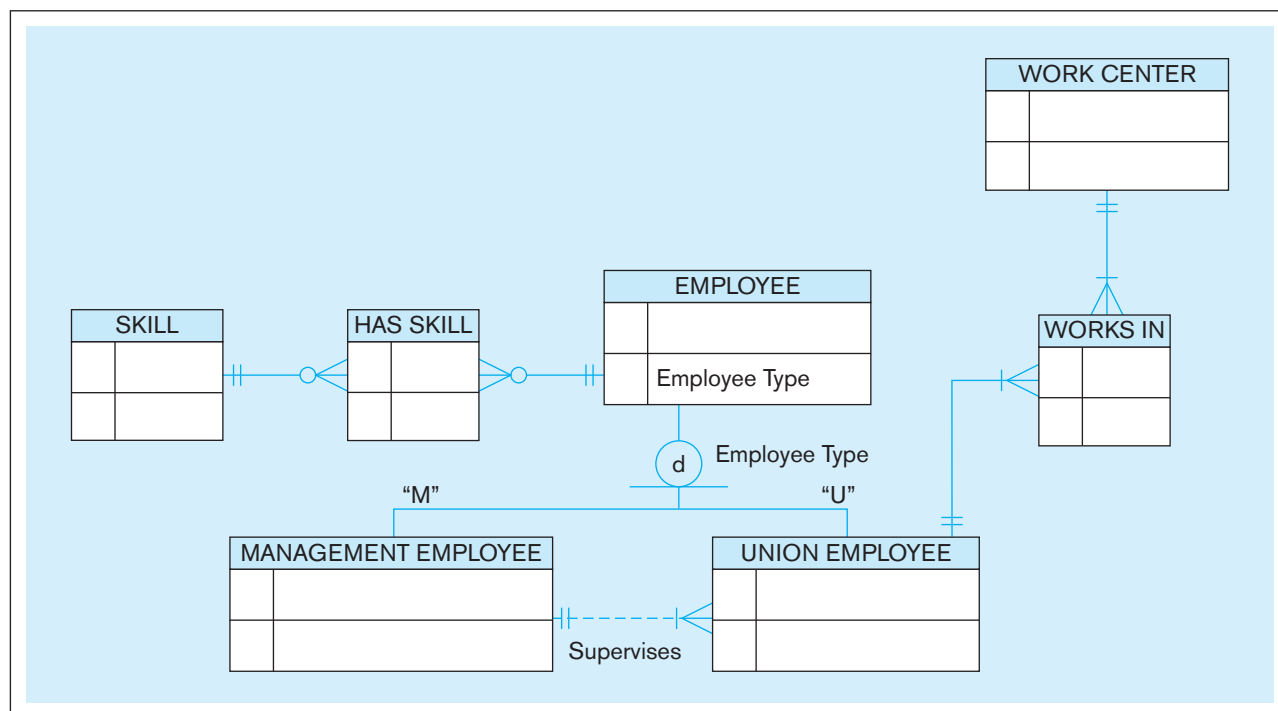 WORK CENTER
EMPLOYEE
SKILL
HAS SKILL
WORKS IN
Employee Type
d
Employee Type
“M”
“U”
MANAGEMENT EMPLOYEE
UNION EMPLOYEE
Supervises